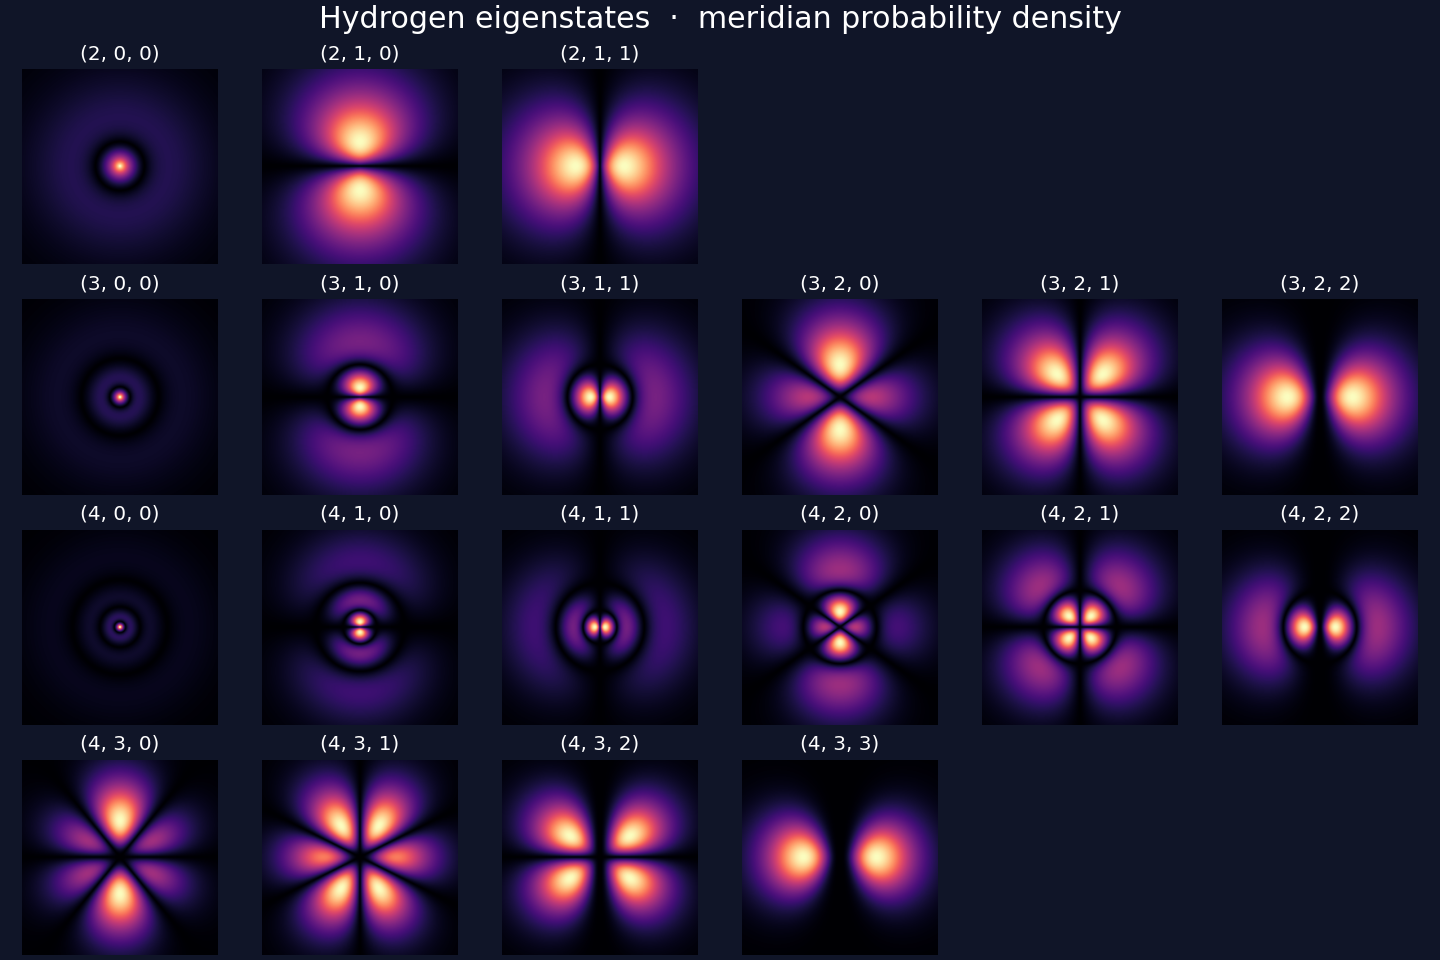 Hydrogen eigenstates · meridian probability density
(2, 0, 0) (2, 1, 0) (2, 1, 1)
(3, 0, 0) (3, 1, 0) (3, 1, 1) (3, 2, 0) (3, 2, 1) (3, 2, 2)
(4, 0, 0) (4, 1, 0) (4, 1, 1) (4, 2, 0) (4, 2, 1) (4, 2, 2)
(4, 3, 0) (4, 3, 1) (4, 3, 2) (4, 3, 3)